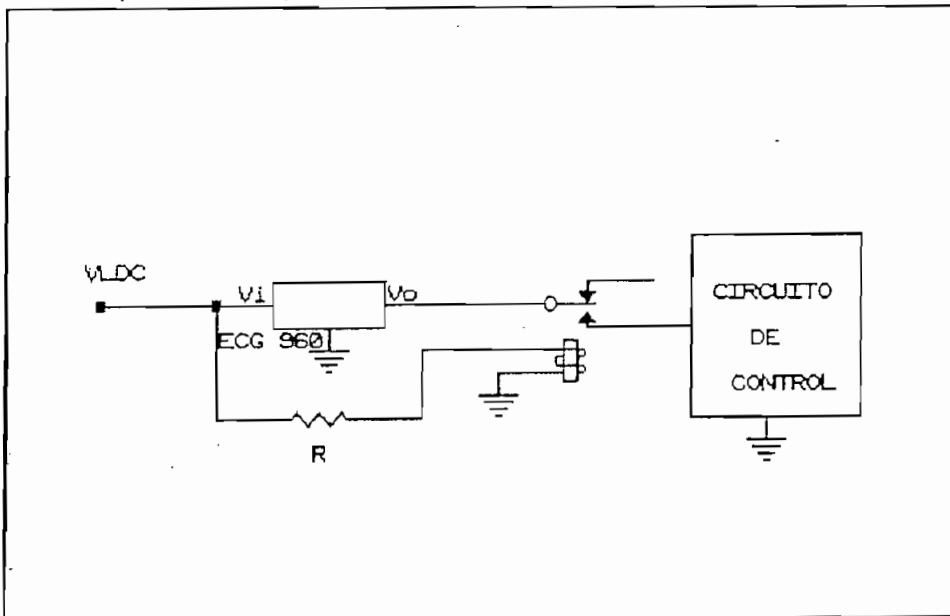 VLDC
Vi
Vo
ECG 960
R
CIRCUITO
DE
CONTROL